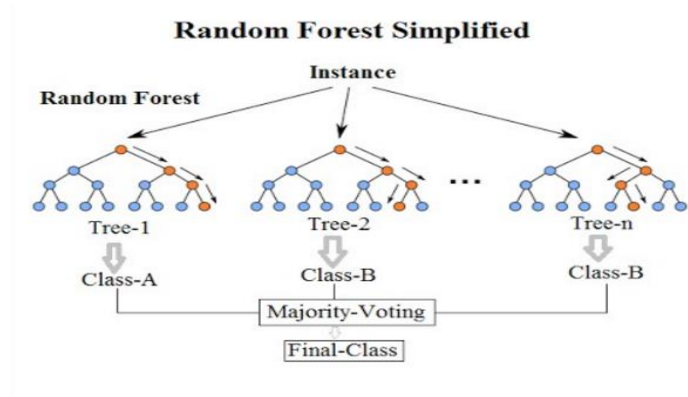 Random Forest Simplified
Instance
Random Forest
...
Tree-1
Tree-2
Tree-n
Class-A
Class-B
Class-B
Majority-Voting
Final-Class